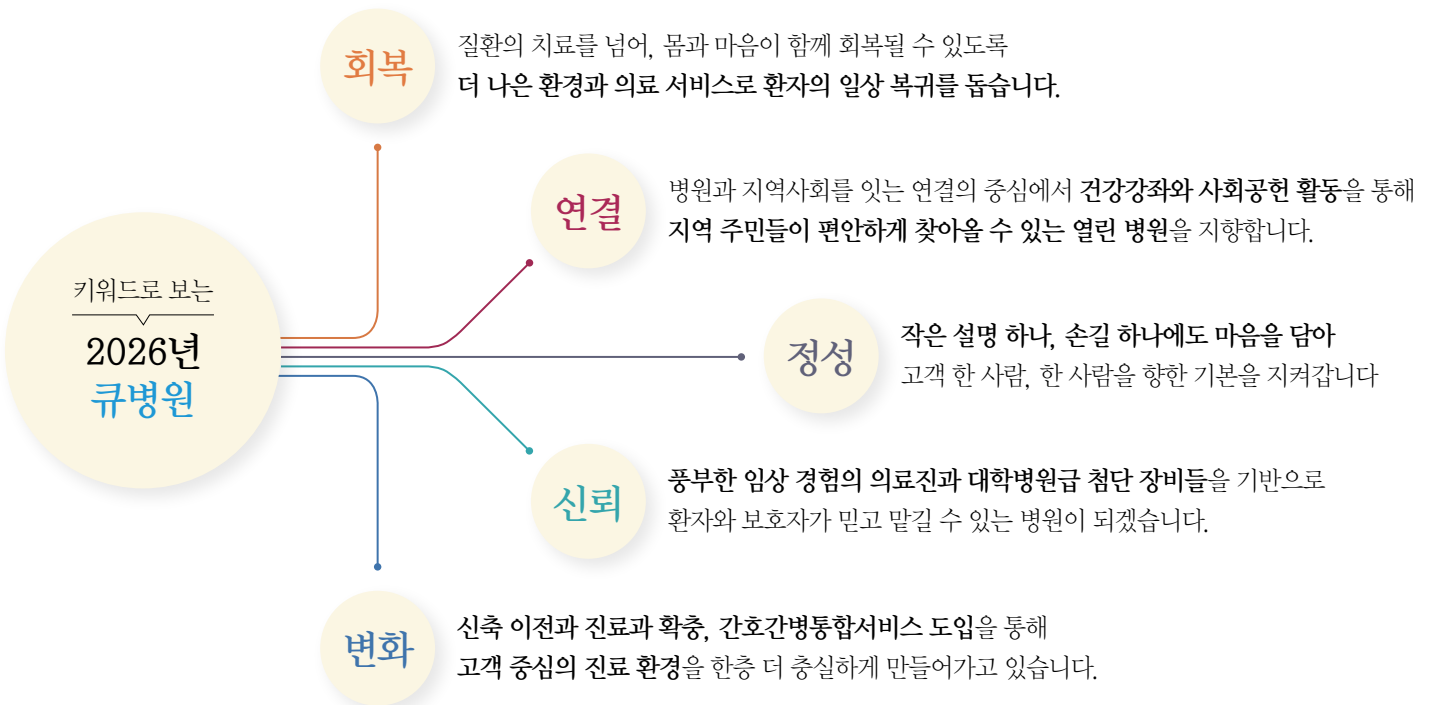 키워드로 보는
2026년
큐병원
회복
질환의 치료를 넘어, 몸과 마음이 함께 회복될 수 있도록
더 나은 환경과 의료 서비스로 환자의 일상 복귀를 돕습니다.
연결
병원과 지역사회를 잇는 연결의 중심에서 건강강좌와 사회공헌 활동을 통해
지역 주민들이 편안하게 찾아올 수 있는 열린 병원을 지향합니다.
정성
작은 설명 하나, 손길 하나에도 마음을 담아
고객 한 사람, 한 사람을 향한 기본을 지켜갑니다
신뢰
풍부한 임상 경험의 의료진과 대학병원급 첨단 장비들을 기반으로
환자와 보호자가 믿고 맡길 수 있는 병원이 되겠습니다.
변화
신축 이전과 진료과 확충, 간호간병통합서비스 도입을 통해
고객 중심의 진료 환경을 한층 더 충실하게 만들어가고 있습니다.